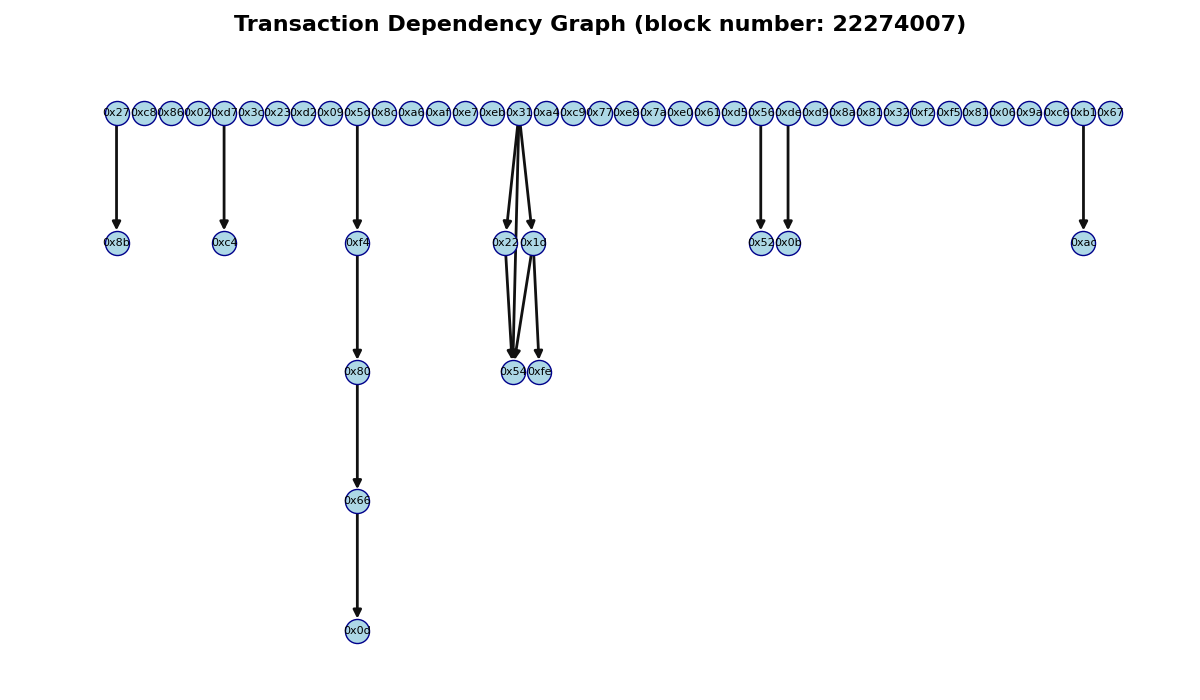 Transaction Dependency Graph (block number: 22274007)
0x27 0xc8 0x86 0x02 0xd7 0x3c 0x23 0xd2 0x09 0x5c 0x8c 0xa6 0xaf 0xe7 0xeb 0x31 0xa4 0xc9 0x77 0xe8 0x7a 0xe0 0x61 0xd5 0x56 0xde 0xd9 0x8a 0x81 0x32 0xf2 0xf5 0x81 0x06 0x9a 0xc6 0xb1 0x67
0x8b 0xc4 0xf4 0x22 0x1d 0x52 0x0b 0xac
0x80 0x54 0xfe
0x66